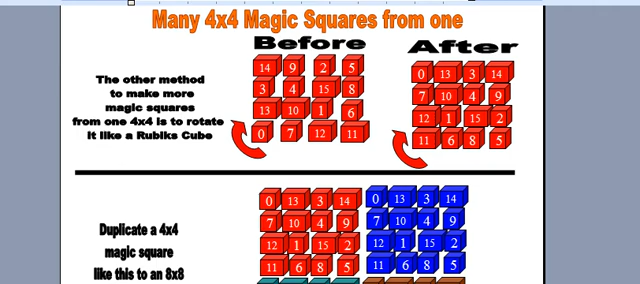 Many 4x4 Magic Squares from one
Before
After
The other method
to make more
magic squares
from one 4x4 is to rotate
it like a Rubiks Cube
14 9 2 5
3 4 15 8
13 10 1 6
0 7 12 11
0 13 3 14
7 10 4 9
12 1 15 2
11 6 8 5
Duplicate a 4x4
magic square
like this to an 8x8
0 13 3 14 0 13 3 14
7 10 4 9 7 10 4 9
12 1 15 2 12 1 15 2
11 6 8 5 11 6 8 5